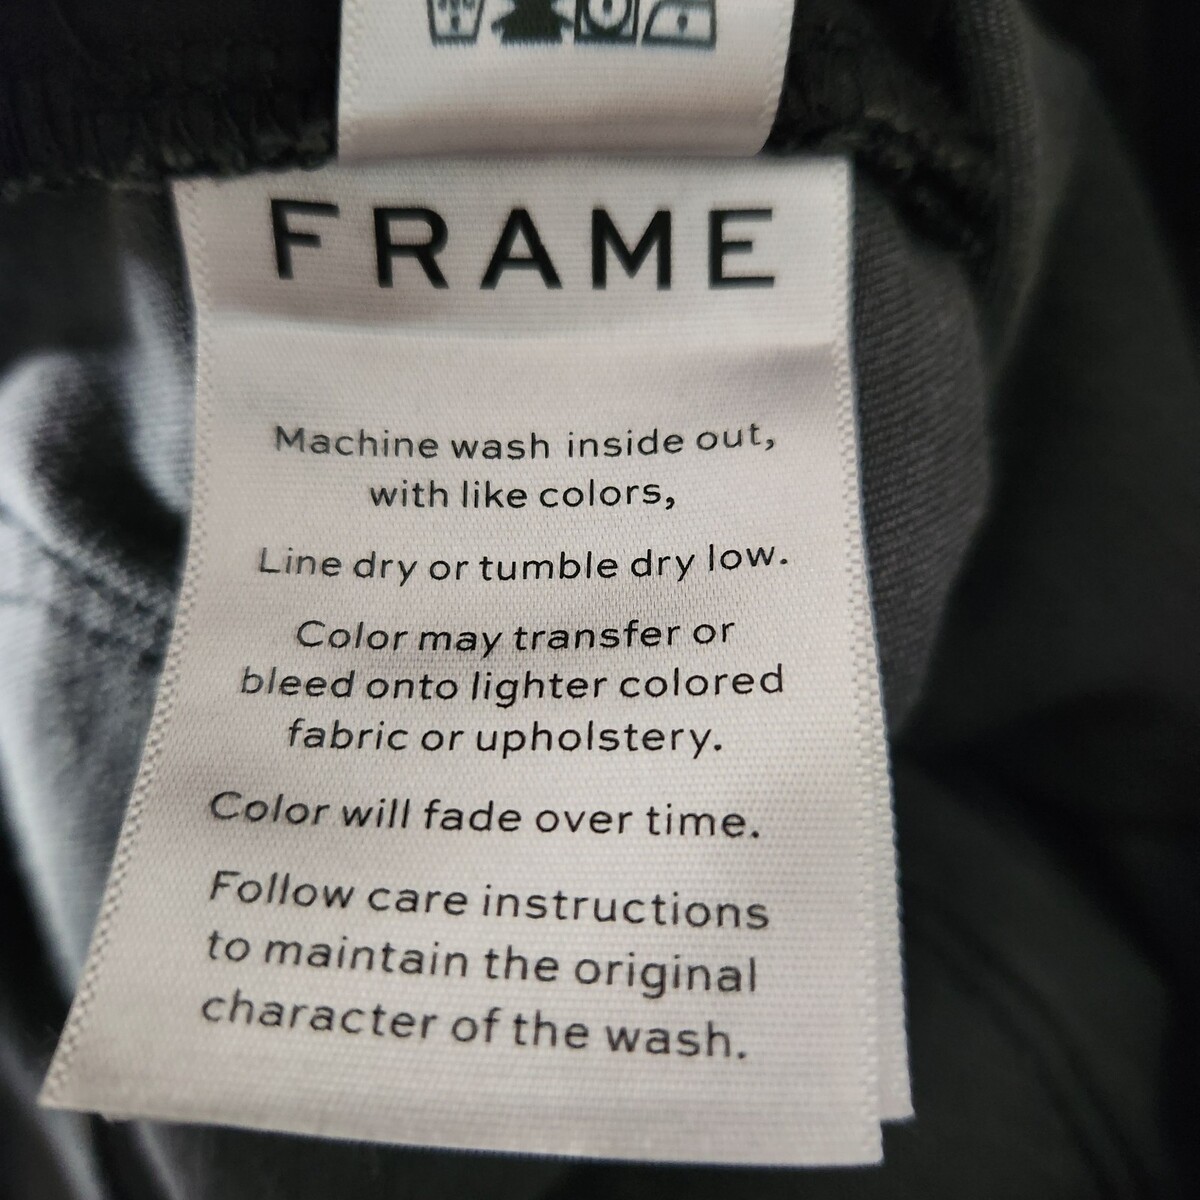 FRAME
Machine wash inside out,
with like colors,
Line dry or tumble dry low.
Color may transfer or
bleed onto lighter colored
fabric or upholstery.
Color will fade over time.
Follow care instructions
to maintain the original
character of the wash.